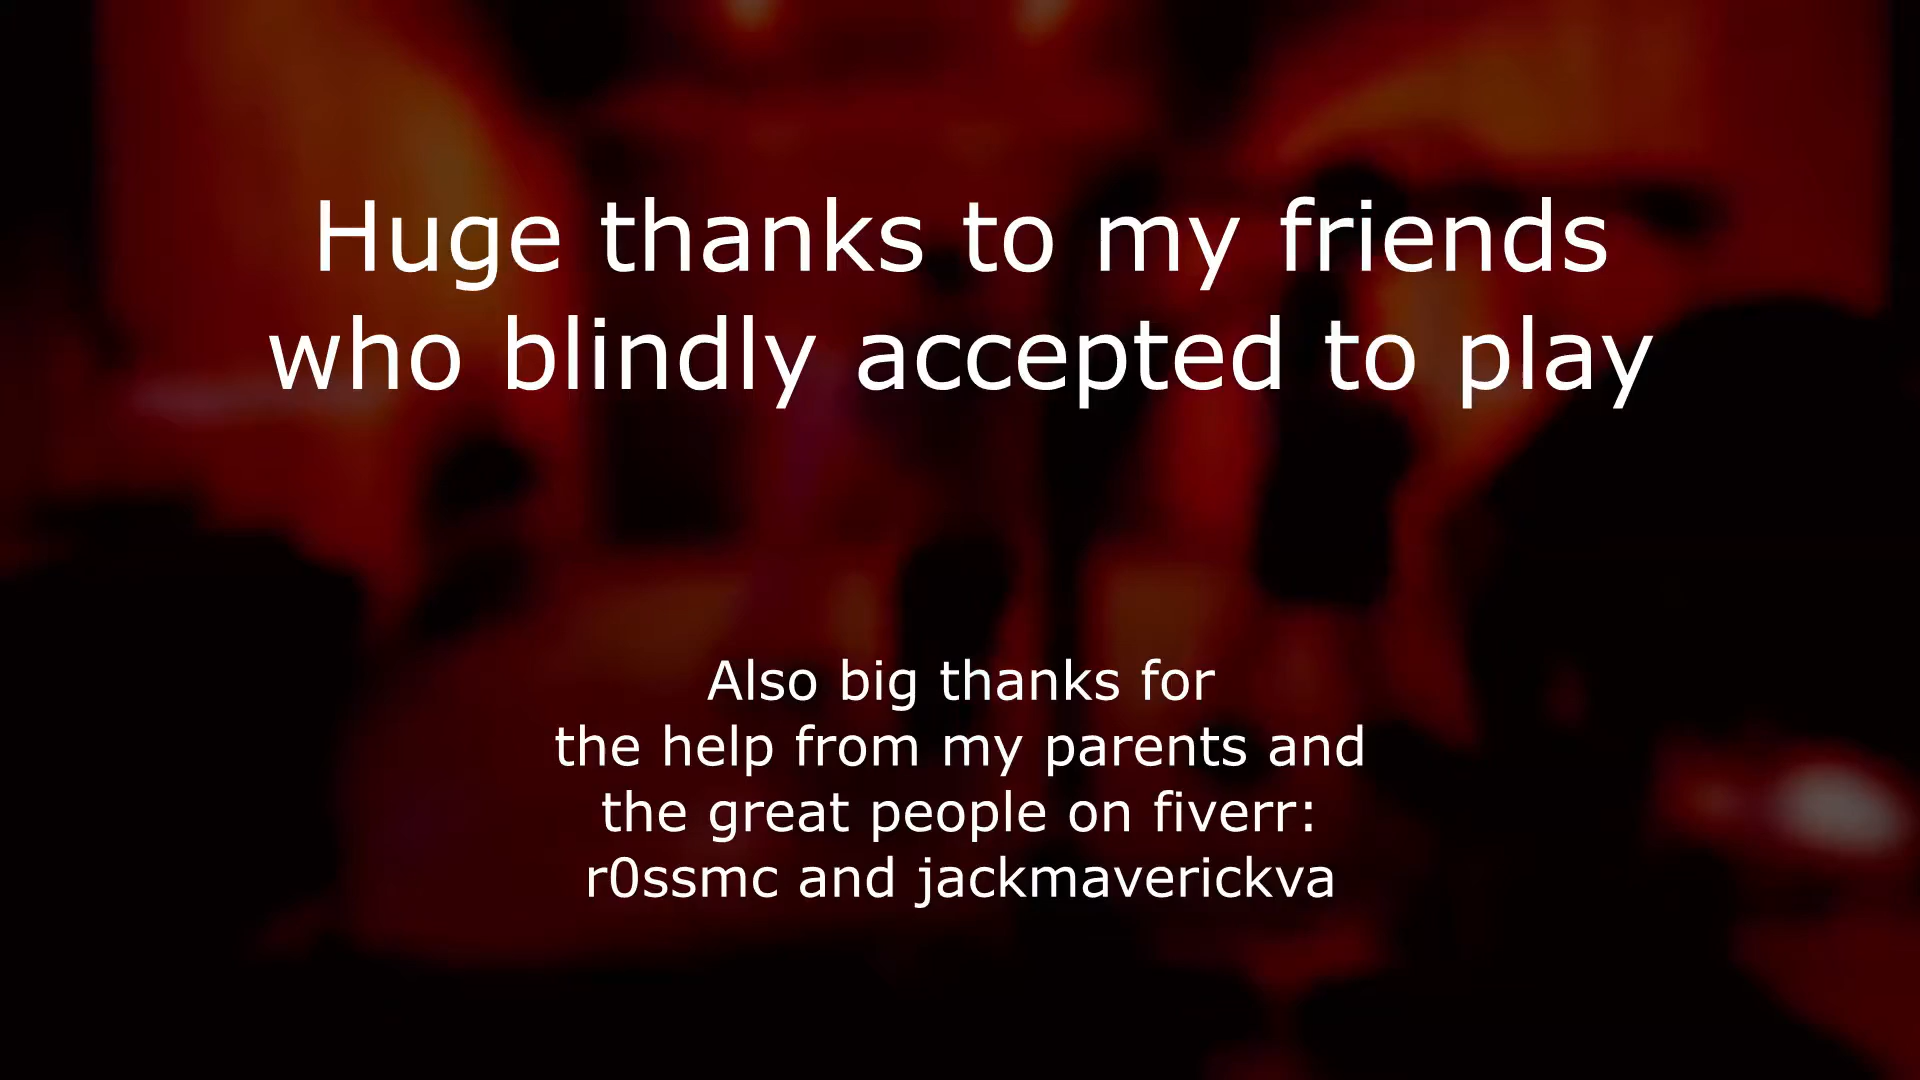 Huge thanks to my friends
who blindly accepted to play
Also big thanks for
the help from my parents and
the great people on fiverr:
r0ssmc and jackmaverickva